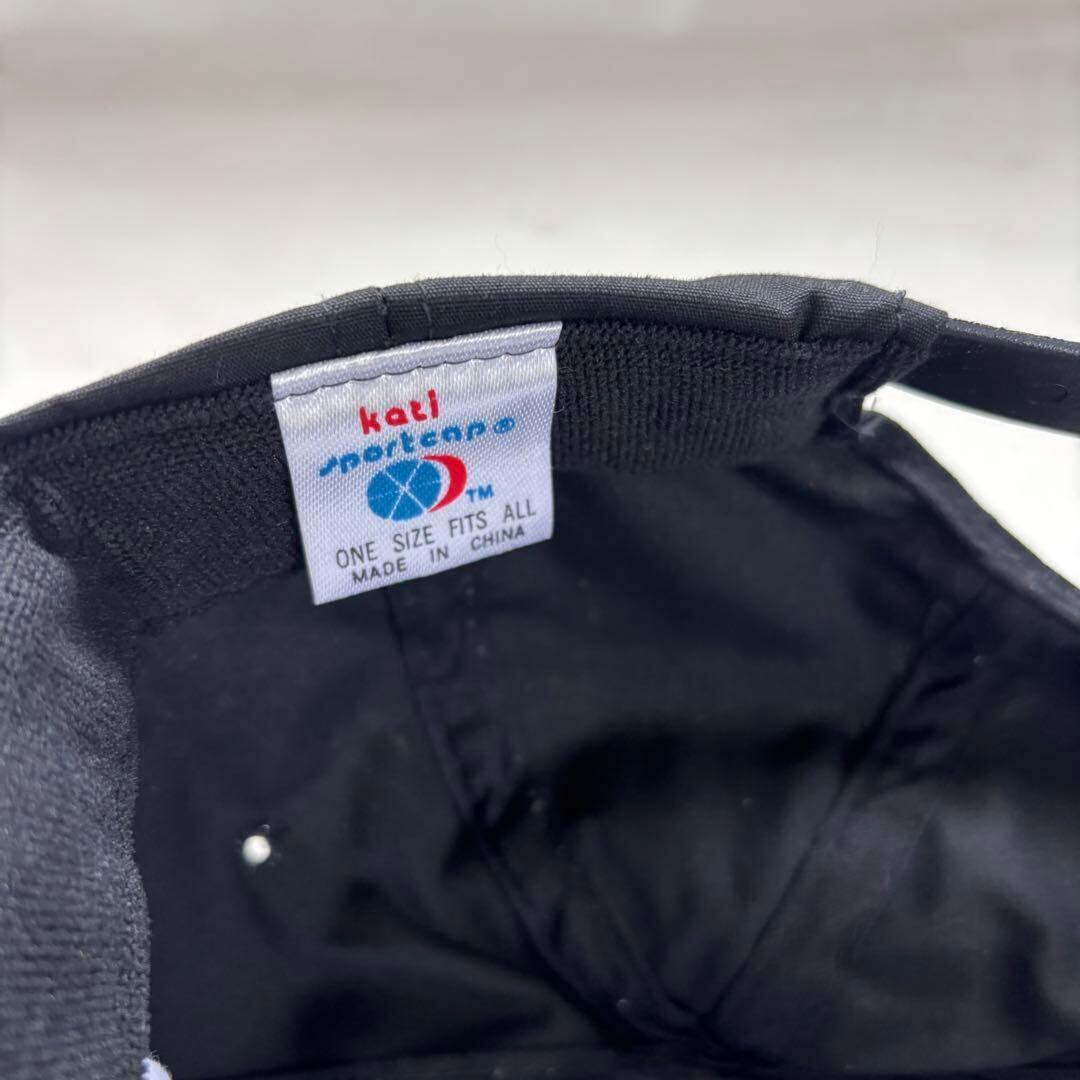 kati
sportcap®
TM
ONE SIZE FITS ALL
MADE IN CHINA